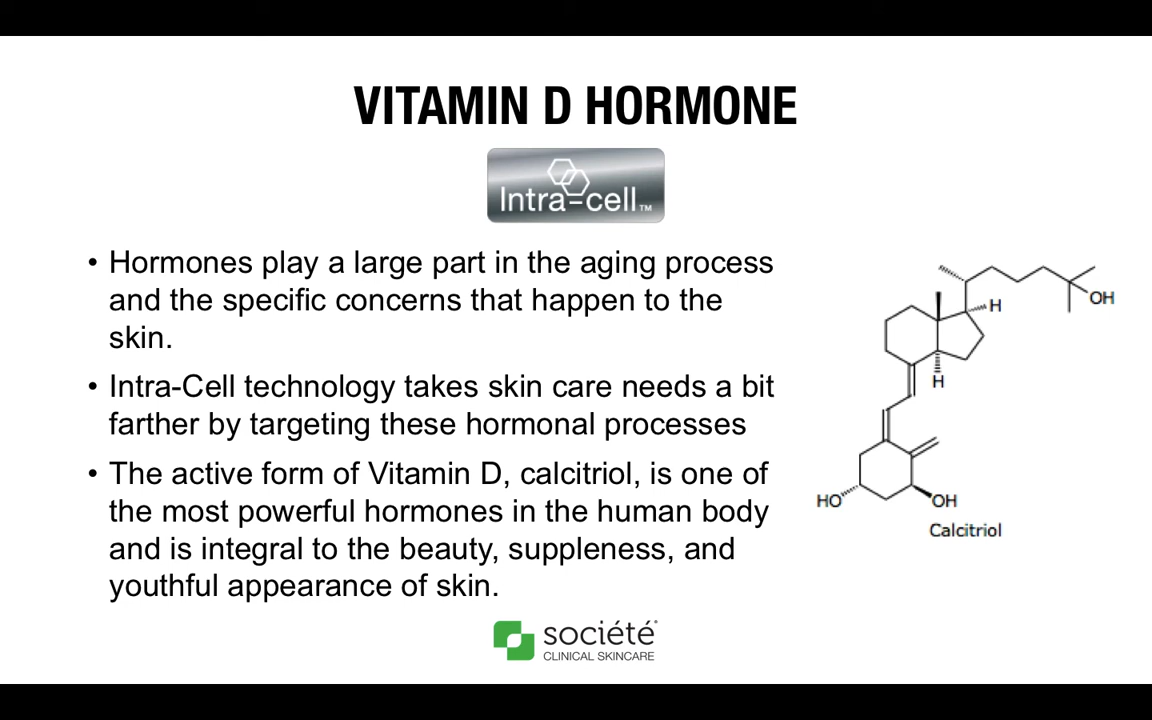 VITAMIN D HORMONE
Intra-cell™
• Hormones play a large part in the aging process
and the specific concerns that happen to the
skin.
• Intra-Cell technology takes skin care needs a bit
farther by targeting these hormonal processes
• The active form of Vitamin D, calcitriol, is one of
the most powerful hormones in the human body
and is integral to the beauty, suppleness, and
youthful appearance of skin.
H
OH
H
HO
OH
Calcitriol
société®
CLINICAL SKINCARE